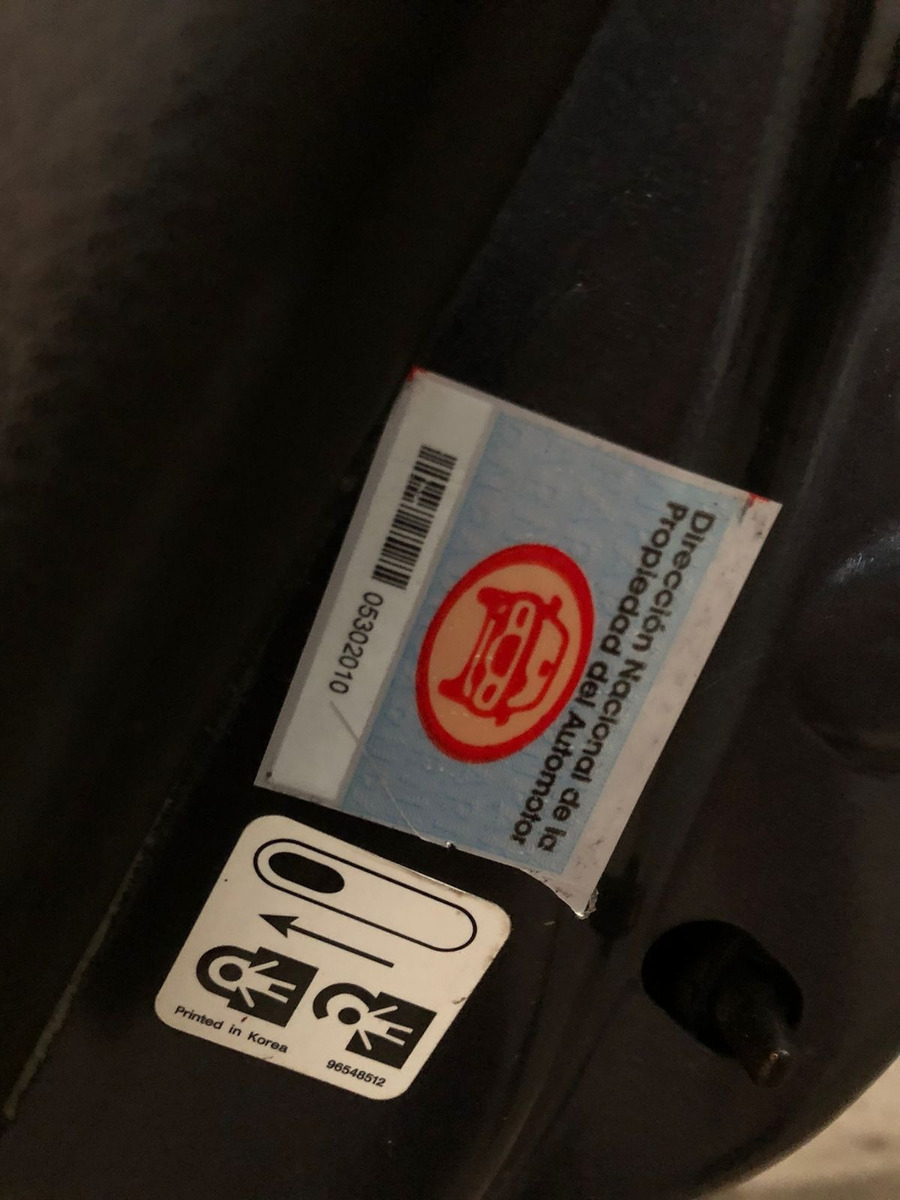 Dirección Nacional de la
Propiedad del Automotor
05302010
Printed in Korea
96548512